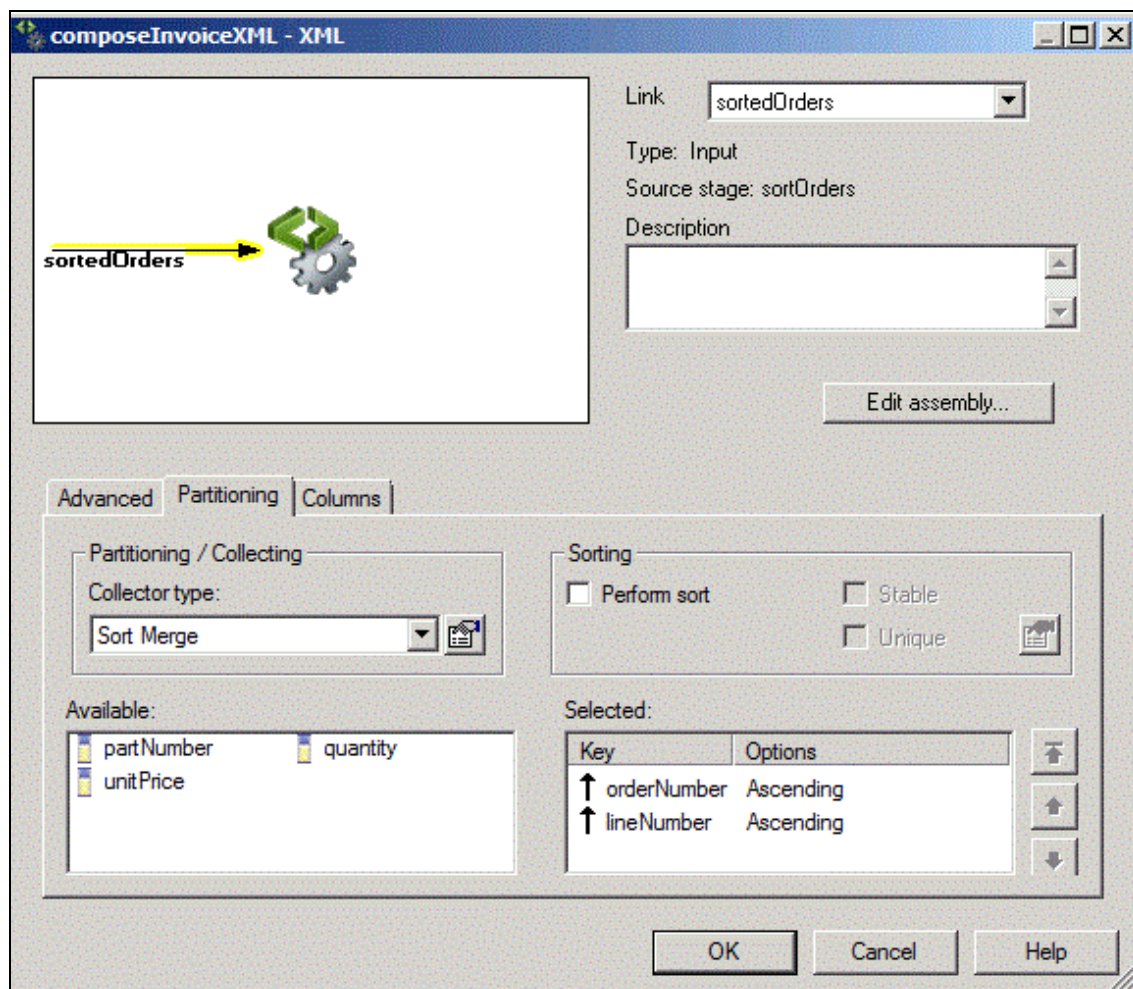 composeInvoiceXML - XML
Link
sortedOrders
Type: Input
Source stage: sortOrders
Description
sortedOrders
Edit assembly...
Advanced
Partitioning
Columns
Partitioning / Collecting
Collector type:
Sort Merge
Sorting
Perform sort
Stable
Unique
Available:
partNumber
quantity
unitPrice
Selected:
Key
Options
orderNumber
Ascending
lineNumber
Ascending
OK
Cancel
Help